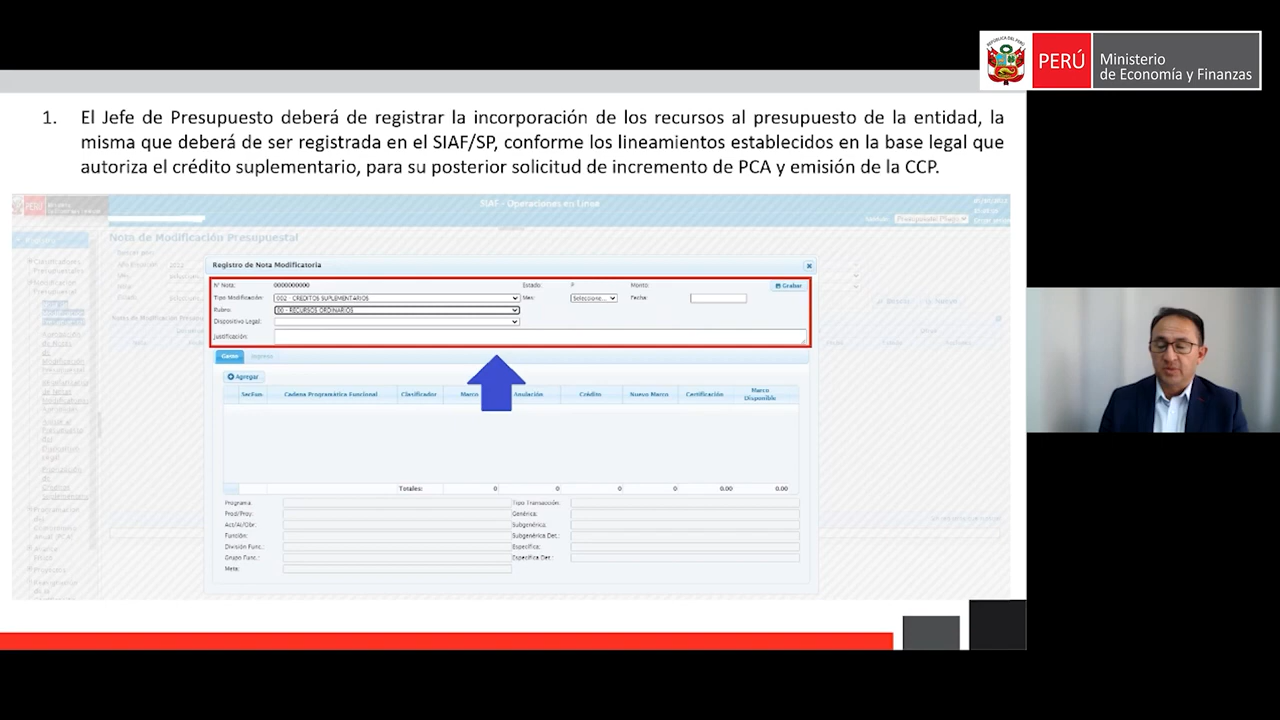 PERÚ
Ministerio
de Economía y Finanzas
1. El Jefe de Presupuesto deberá de registrar la incorporación de los recursos al presupuesto de la entidad, la
misma que deberá de ser registrada en el SIAF/SP, conforme los lineamientos establecidos en la base legal que
autoriza el crédito suplementario, para su posterior solicitud de incremento de PCA y emisión de la CCP.
PERÚ Ministerio
SIAF - Operaciones en Linea
Presupuestal Pliego
Nota de Modificación Presupuestal
Registro de Nota Modificatoria
N° Nota: 0000000000 Estado: P Monto: Grabar
Tipo Modificación: 002 - CREDITOS SUPLEMENTARIOS Mes: Seleccione... Fecha:
Rubro: 00 - RECURSOS ORDINARIOS
Dispositivo Legal:
Justificación:
Gasto Ingreso
Agregar
SecFun Cadena Programática Funcional Clasificador Marco Anulación Crédito Nuevo Marco Certificación Marco
Disponible
Totales: 0 0 0 0 0.00 0.00
Programa: Tipo Transacción:
Prod/Proy: Genérica:
Act/AI/Obr: Subgenérica:
Función: Subgenérica Det.:
División Func.: Específica:
Grupo Func.: Específica Det.:
Meta: